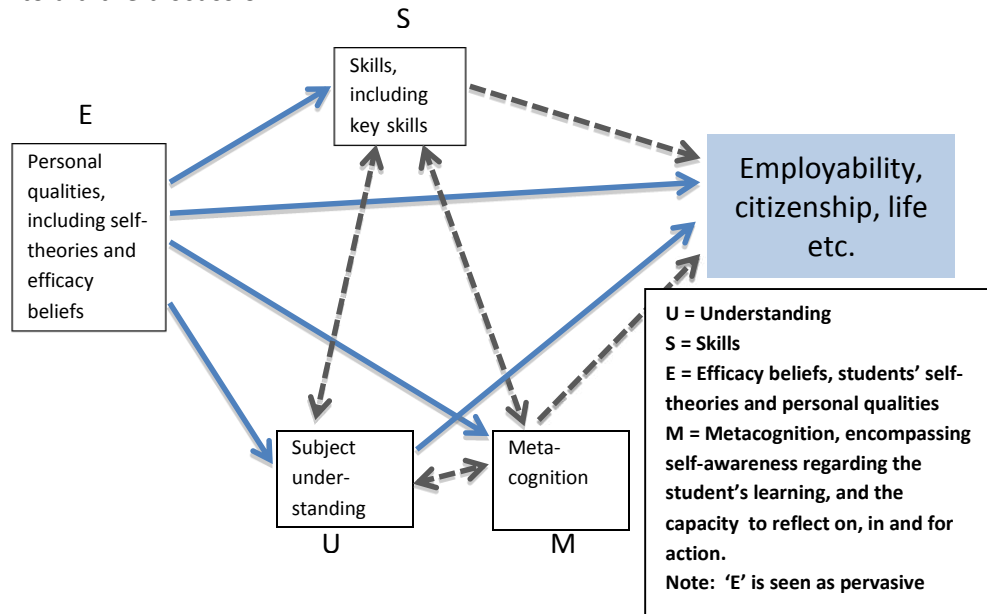 S
Skills,
including
key skills
E
Personal
qualities,
including self-
theories and
efficacy
beliefs
Employability,
citizenship, life
etc.
Subject
under-
standing
U
Meta-
cognition
M
U = Understanding
S = Skills
E = Efficacy beliefs, students’ self-
theories and personal qualities
M = Metacognition, encompassing
self-awareness regarding the
student’s learning, and the
capacity to reflect on, in and for
action.
Note: ‘E’ is seen as pervasive